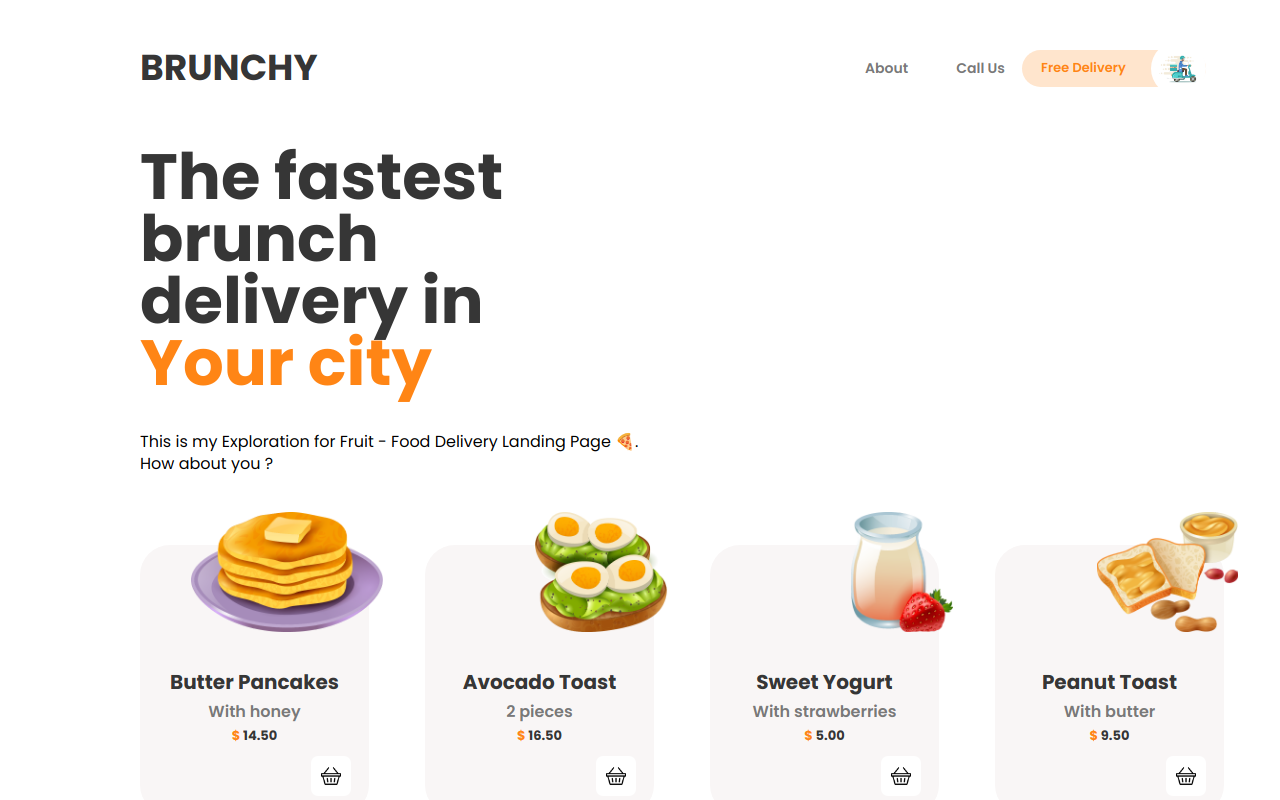 BRUNCHY
About
Call Us
Free Delivery
The fastest
brunch
delivery in
Your city
This is my Exploration for Fruit - Food Delivery Landing Page 🍕.
How about you ?
Butter Pancakes
With honey
$ 14.50
Avocado Toast
2 pieces
$ 16.50
Sweet Yogurt
With strawberries
$ 5.00
Peanut Toast
With butter
$ 9.50